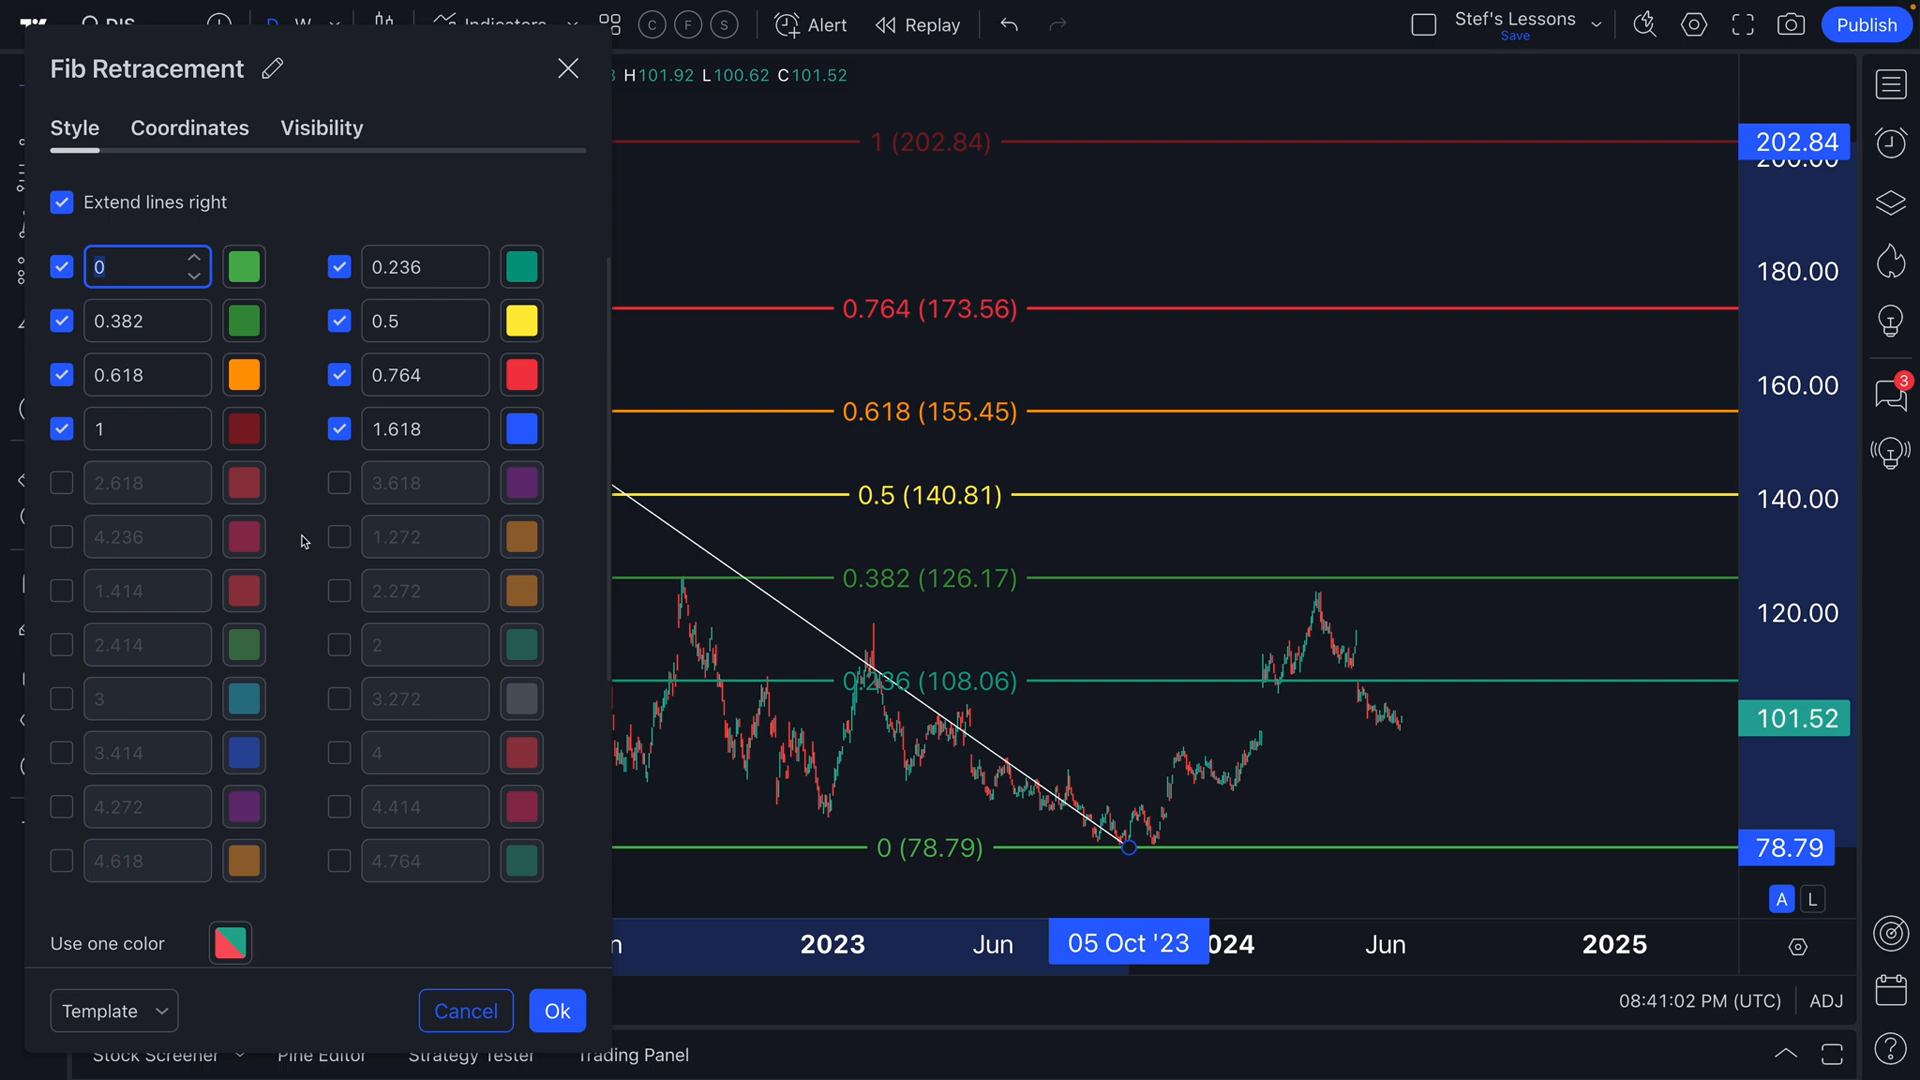 DIS
D W
Indicators
C F S
Alert
Replay
Stef's Lessons
Save
Publish
Fib Retracement
H101.92 L100.62 C101.52
Style Coordinates Visibility
Extend lines right
0
0.236
0.382
0.5
0.618
0.764
1
1.618
2.618
3.618
4.236
1.272
1.414
2.272
2.414
2
3
3.272
3.414
4
4.272
4.414
4.618
4.764
Use one color
Template
Cancel
Ok
1 (202.84)
0.764 (173.56)
0.618 (155.45)
0.5 (140.81)
0.382 (126.17)
0.236 (108.06)
0 (78.79)
202.84
200.00
180.00
160.00
140.00
120.00
101.52
78.79
A L
2023 Jun 05 Oct '23 024 Jun 2025
08:41:02 PM (UTC) ADJ
Stock Screener Pine Editor Strategy Tester Trading Panel
3